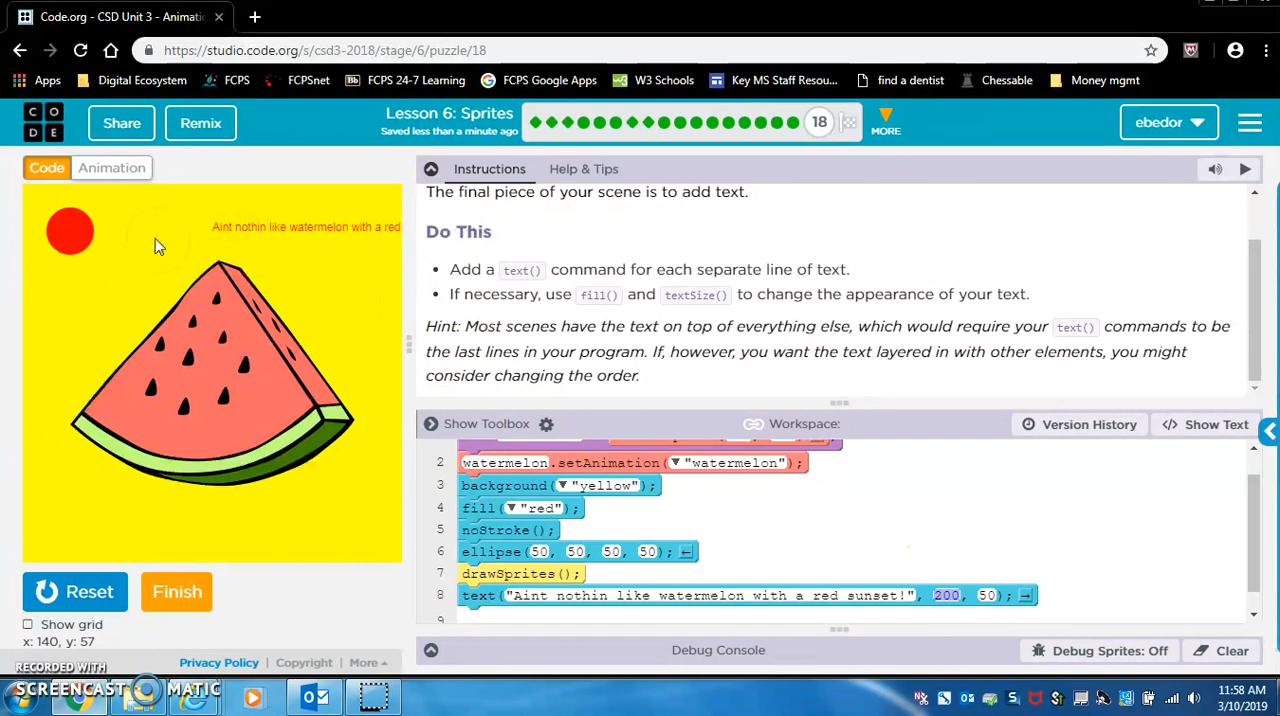 Code.org - CSD Unit 3 - Animatio
https://studio.code.org/s/csd3-2018/stage/6/puzzle/18
Apps Digital Ecosystem FCPS FCPSnet Bb FCPS 24-7 Learning FCPS Google Apps W3 Schools Key MS Staff Resou... find a dentist Chessable Money mgmt
C O D E Share Remix Lesson 6: Sprites 18 MORE ebedor
Saved less than a minute ago
Code Animation
Instructions Help & Tips
The final piece of your scene is to add text.
Do This
Add a text() command for each separate line of text.
If necessary, use fill() and textSize() to change the appearance of your text.
Hint: Most scenes have the text on top of everything else, which would require your text() commands to be
the last lines in your program. If, however, you want the text layered in with other elements, you might
consider changing the order.
Aint nothin like watermelon with a red
Show Toolbox Workspace: Version History Show Text
2 watermelon.setAnimation("watermelon");
3 background("yellow");
4 fill("red");
5 noStroke();
6 ellipse(50, 50, 50, 50);
7 drawSprites();
8 text("Aint nothin like watermelon with a red sunset!", 200, 50);
9
Reset Finish
Show grid
x: 140, y: 57
Debug Console Debug Sprites: Off Clear
Privacy Policy Copyright More
RECORDED WITH
SCREENCAST MATIC
11:58 AM
3/10/2019